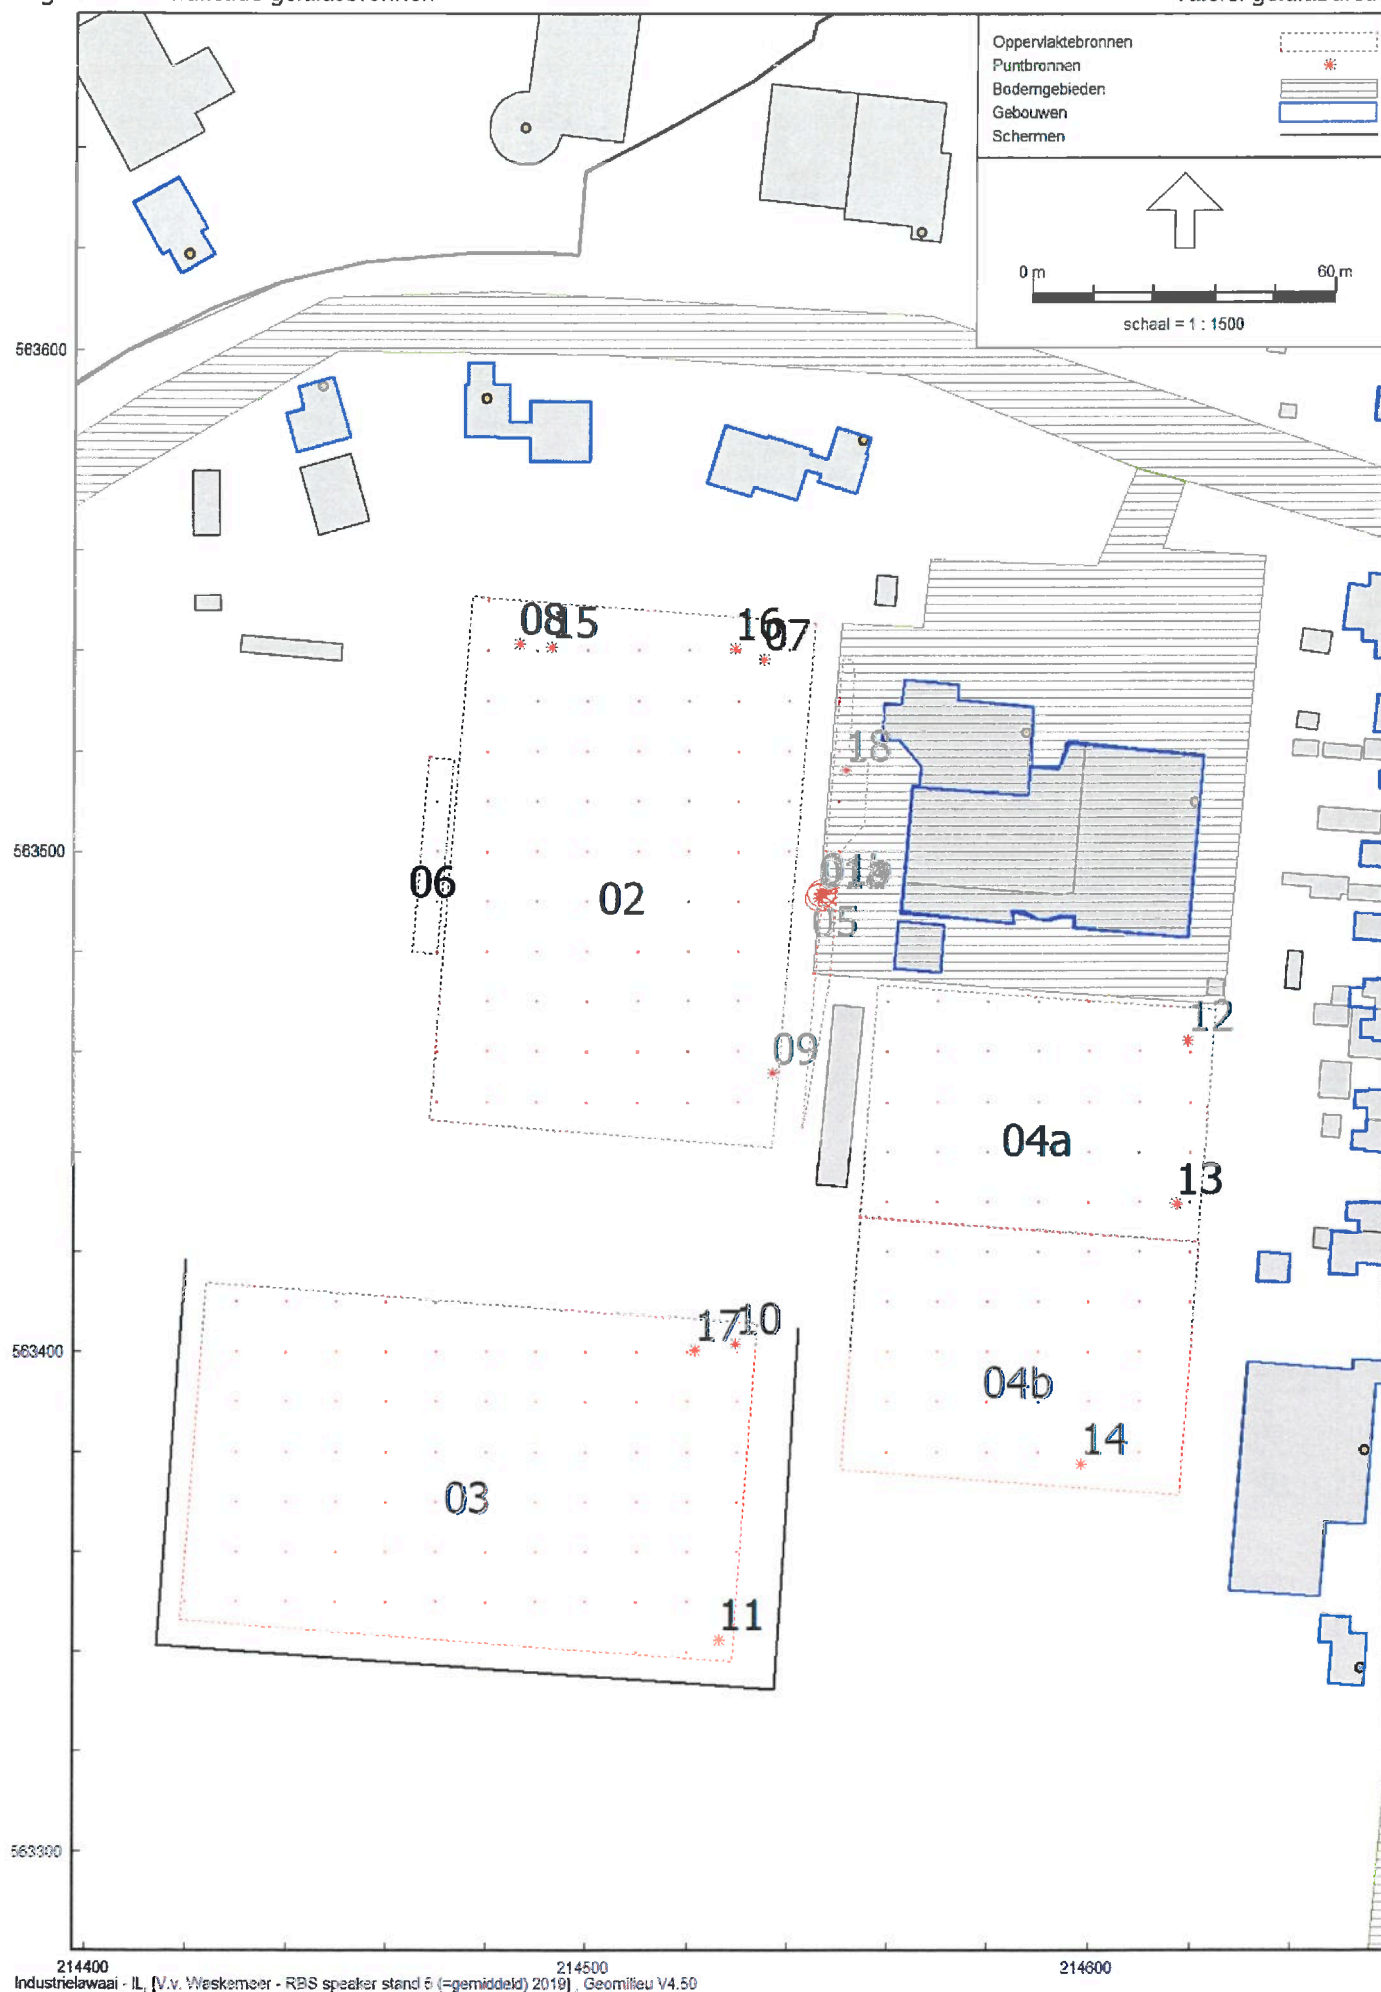 geluidsbronnen
Oppervlaktebronnen
Puntbronnen
Bodemgebieden
Gebouwen
Schermen
0 m 60 m
schaal = 1 : 1500
563600
08 15 16 07
18
563500
06 02
05
12
09
04a
13
17 10
563400
04b
14
03
11
563300
214400 214500 214600
Industrielawaai - IL, [V.v. Waskemeer - RBS speaker stand 5 (=gemiddeld) 2019] , Geomilieu V4.50